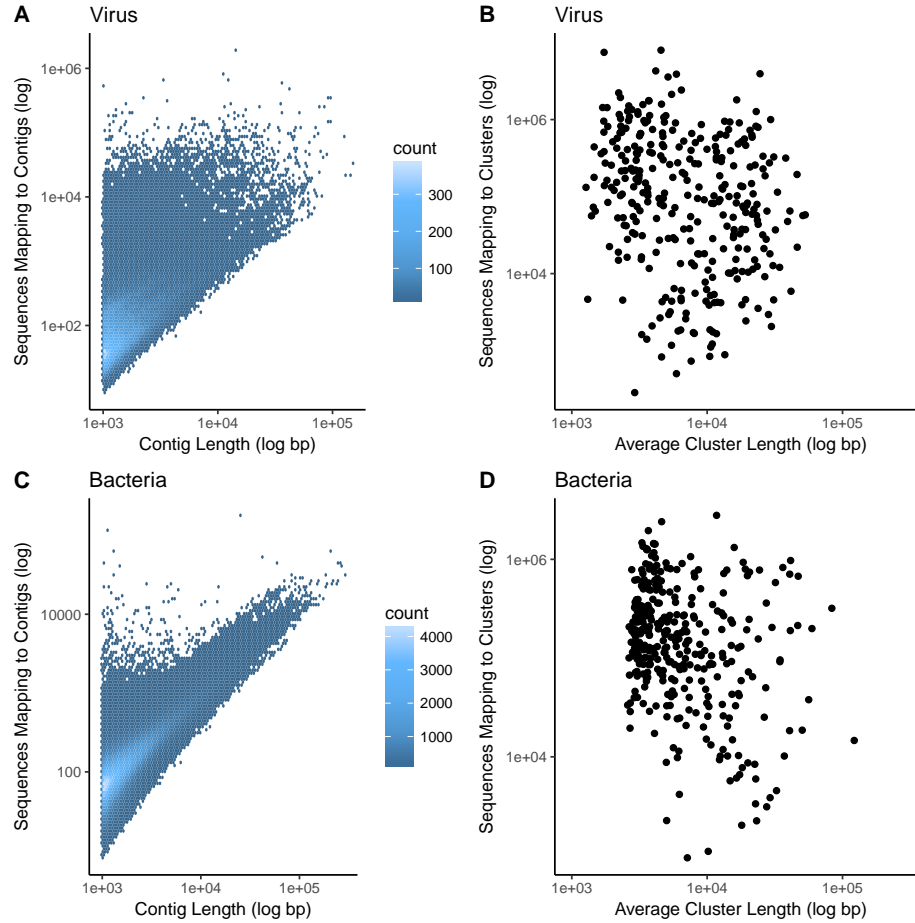 A Virus
Sequences Mapping to Contigs (log)
1e+06
1e+04
1e+02
1e+03 1e+04 1e+05
Contig Length (log bp)
count
300
200
100
B Virus
Sequences Mapping to Clusters (log)
1e+06
1e+04
1e+03 1e+04 1e+05
Average Cluster Length (log bp)
C Bacteria
Sequences Mapping to Contigs (log)
10000
100
1e+03 1e+04 1e+05
Contig Length (log bp)
count
4000
3000
2000
1000
D Bacteria
Sequences Mapping to Clusters (log)
1e+06
1e+04
1e+03 1e+04 1e+05
Average Cluster Length (log bp)